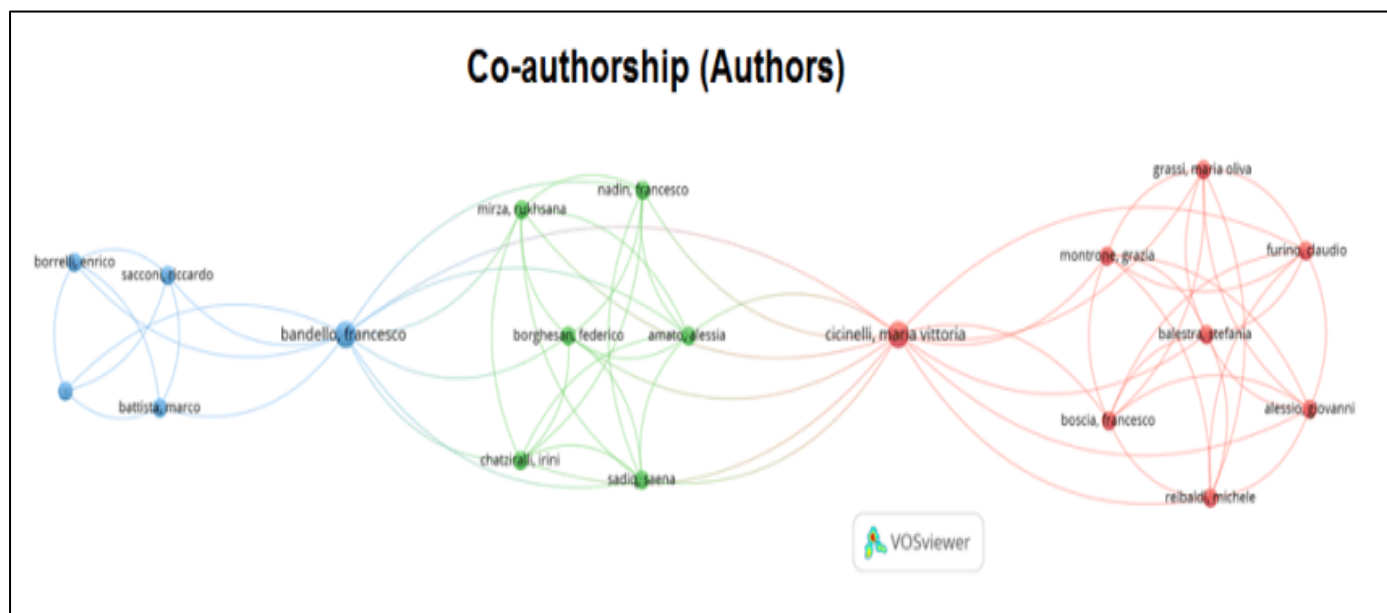 Co-authorship (Authors)
grassi, maria oliva
nadin, francesco
mirza, rukhsana
borrelli, enrico
sacconi, riccardo
montrone, grazia
furino, claudio
bandello, francesco
borghesan, federico
amato, alessia
cicinelli, maria vittoria
balestra, stefania
battista, marco
boscia, francesco
alessio, giovanni
chatziralli, irini
sadiq, saena
reibaldi, michele
VOSviewer